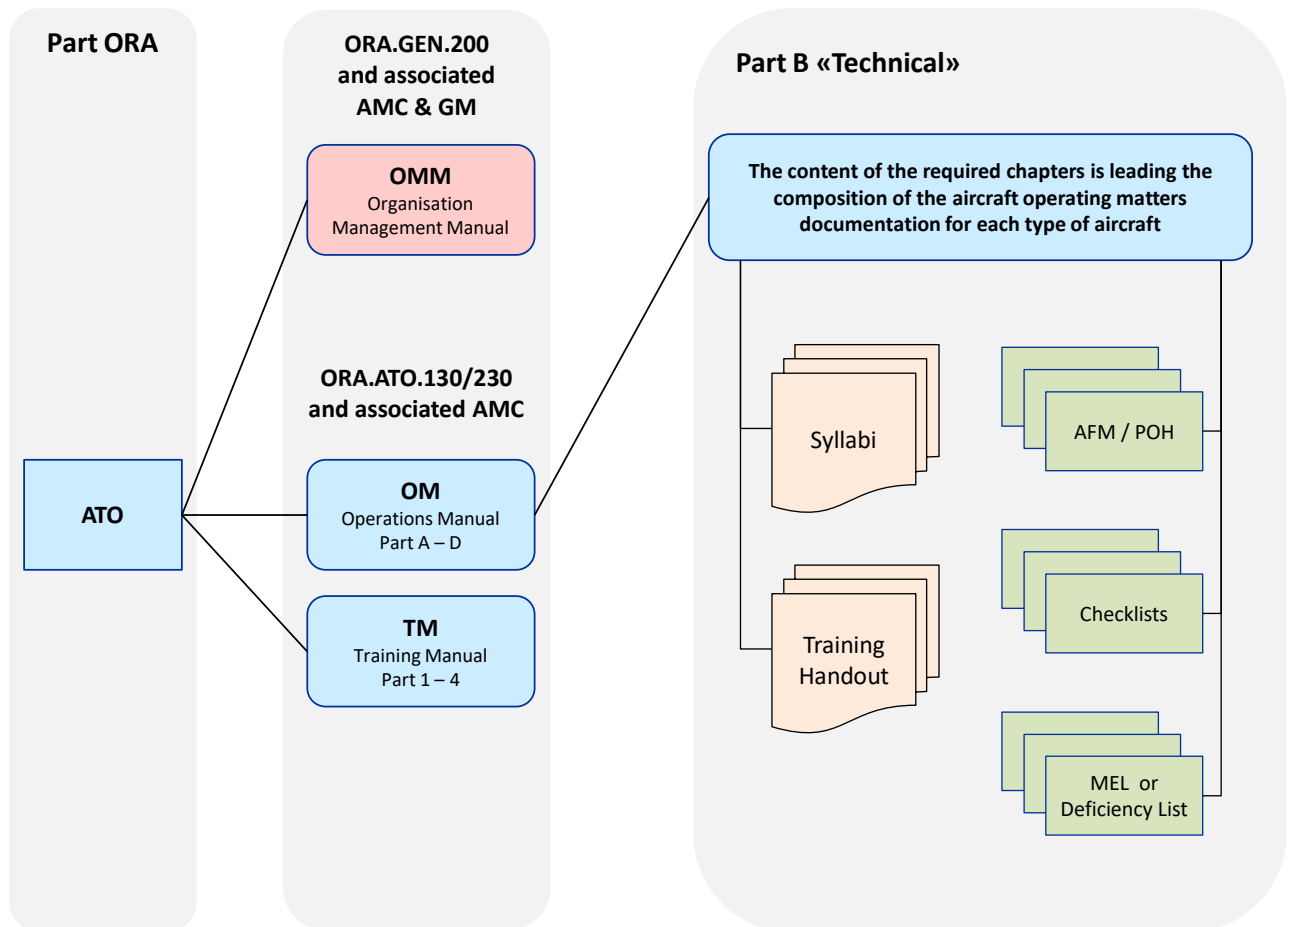 Part ORA
ATO
ORA.GEN.200
and associated
AMC & GM
OMM
Organisation
Management Manual
ORA.ATO.130/230
and associated AMC
OM
Operations Manual
Part A – D
TM
Training Manual
Part 1 – 4
Part B «Technical»
The content of the required chapters is leading the
composition of the aircraft operating matters
documentation for each type of aircraft
Syllabi
Training
Handout
AFM / POH
Checklists
MEL or
Deficiency List